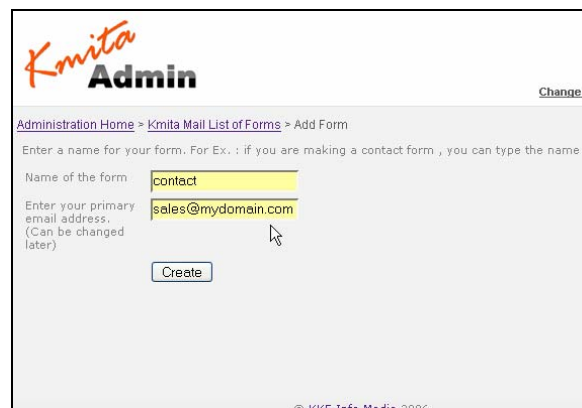 Kmita
Admin
Change
Administration Home > Kmita Mail List of Forms > Add Form
Enter a name for your form. For Ex. : if you are making a contact form , you can type the name
Name of the form
contact
Enter your primary
email address.
(Can be changed
later)
sales@mydomain.com
Create